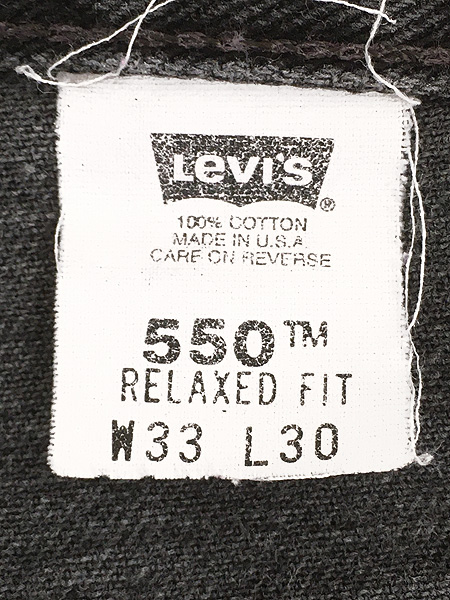 Levi's®
100% COTTON
MADE IN U.S.A.
CARE ON REVERSE
550™
RELAXED FIT
W33 L30